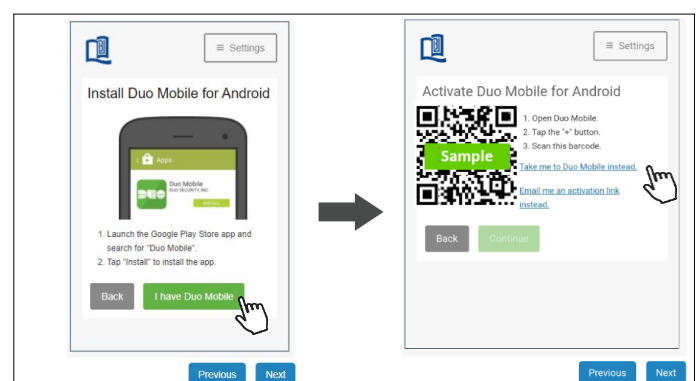 ≡ Settings
Install Duo Mobile for Android
Apps
Duo Mobile
DUO SECURITY INC.
INSTALL
1. Launch the Google Play Store app and
search for "Duo Mobile".
2. Tap "Install" to install the app.
Back
I have Duo Mobile
Previous
Next
≡ Settings
Activate Duo Mobile for Android
Sample
1. Open Duo Mobile.
2. Tap the "+" button.
3. Scan this barcode.
Take me to Duo Mobile instead.
Email me an activation link
instead.
Back
Continue
Previous
Next